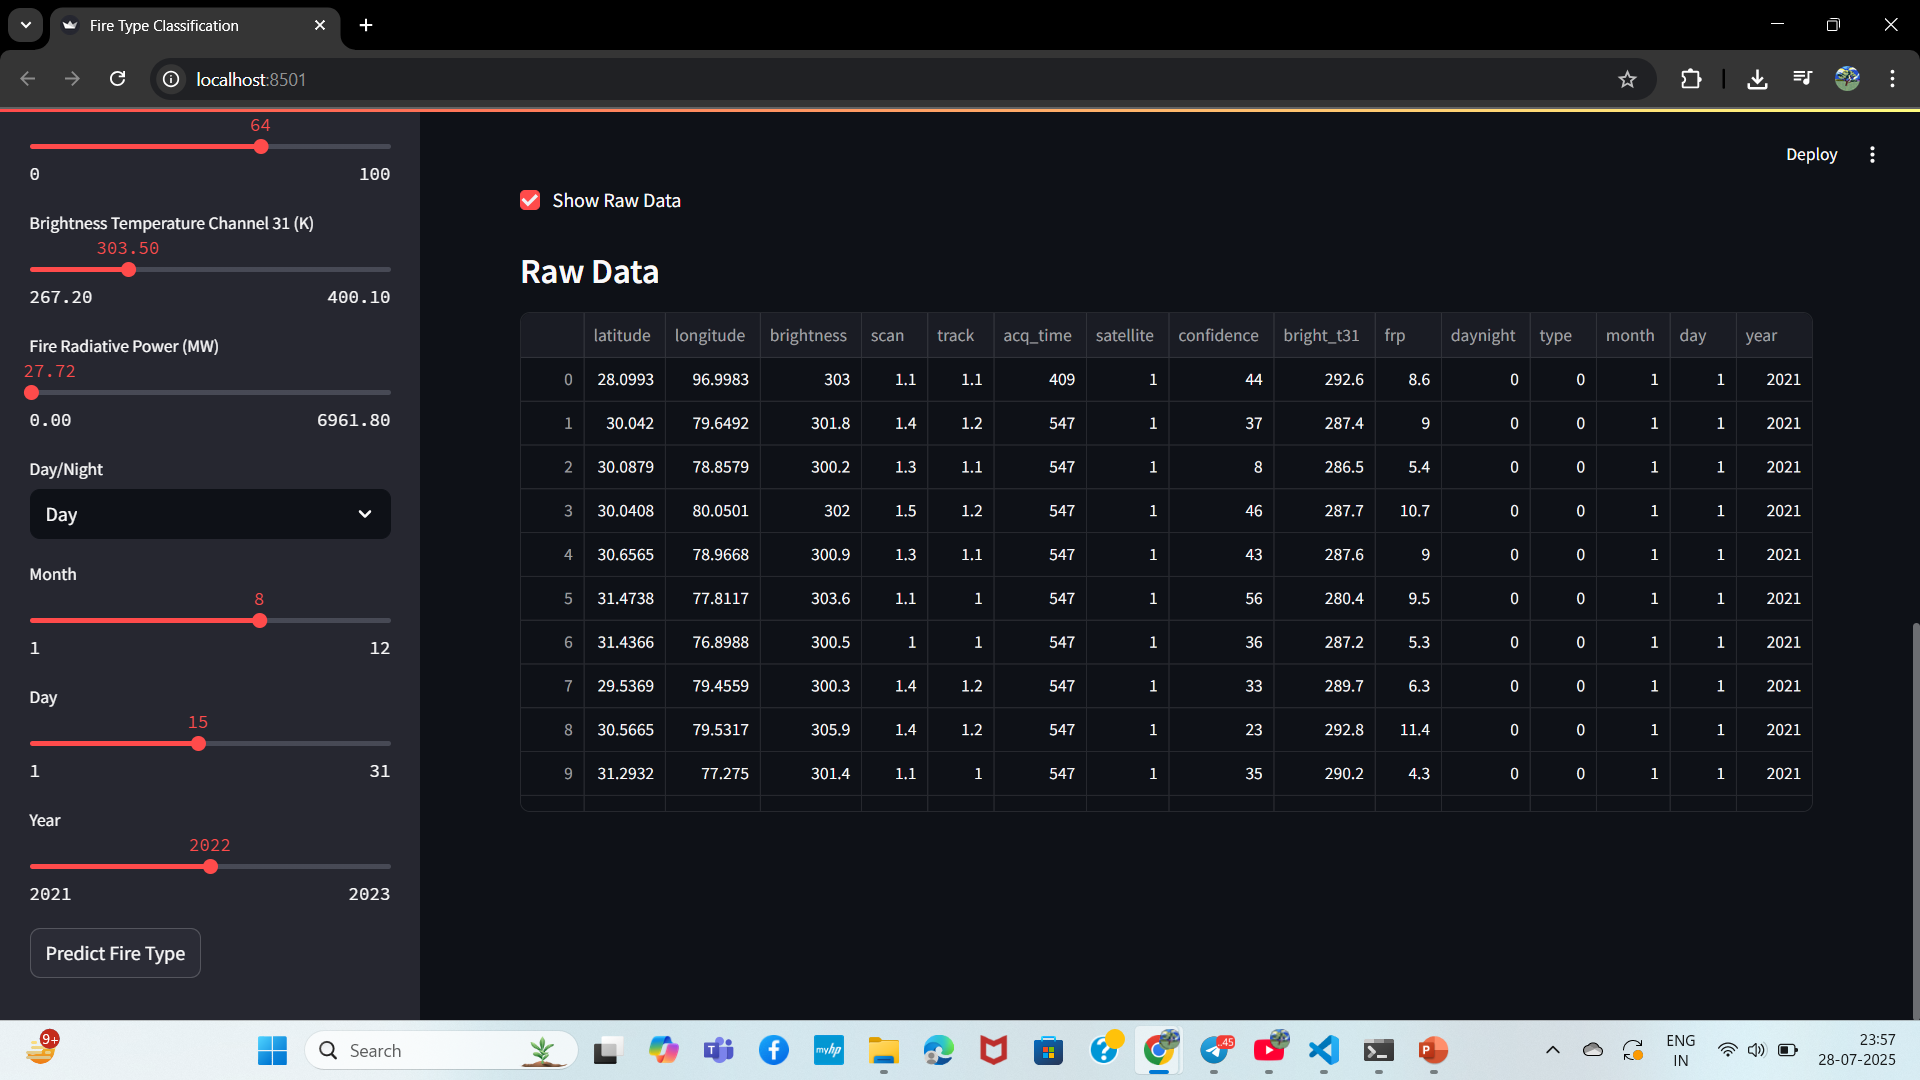 Fire Type Classification
localhost:8501
64
0 100
Brightness Temperature Channel 31 (K)
303.50
267.20 400.10
Fire Radiative Power (MW)
27.72
0.00 6961.80
Day/Night
Day
Month
8
1 12
Day
15
1 31
Year
2022
2021 2023
Predict Fire Type
Deploy
Show Raw Data
Raw Data
latitude longitude brightness scan track acq_time satellite confidence bright_t31 frp daynight type month day year
0 28.0993 96.9983 303 1.1 1.1 409 1 44 292.6 8.6 0 0 1 1 2021
1 30.042 79.6492 301.8 1.4 1.2 547 1 37 287.4 9 0 0 1 1 2021
2 30.0879 78.8579 300.2 1.3 1.1 547 1 8 286.5 5.4 0 0 1 1 2021
3 30.0408 80.0501 302 1.5 1.2 547 1 46 287.7 10.7 0 0 1 1 2021
4 30.6565 78.9668 300.9 1.3 1.1 547 1 43 287.6 9 0 0 1 1 2021
5 31.4738 77.8117 303.6 1.1 1 547 1 56 280.4 9.5 0 0 1 1 2021
6 31.4366 76.8988 300.5 1 1 547 1 36 287.2 5.3 0 0 1 1 2021
7 29.5369 79.4559 300.3 1.4 1.2 547 1 33 289.7 6.3 0 0 1 1 2021
8 30.5665 79.5317 305.9 1.4 1.2 547 1 23 292.8 11.4 0 0 1 1 2021
9 31.2932 77.275 301.4 1.1 1 547 1 35 290.2 4.3 0 0 1 1 2021
9+
Search
myhp
..45
ENG
IN
23:57
28-07-2025